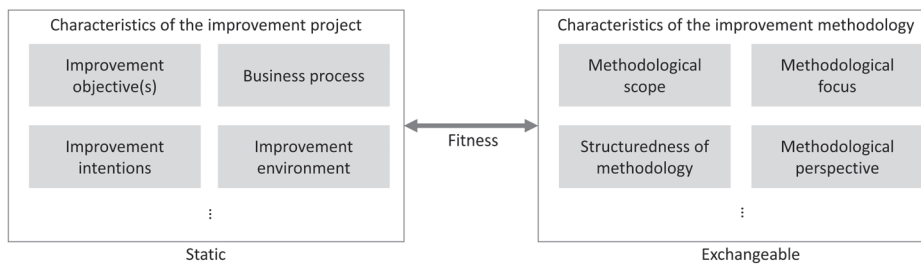 Characteristics of the improvement project
Improvement
objective(s)
Business process
Improvement
intentions
Improvement
environment
...
Static
Fitness
Characteristics of the improvement methodology
Methodological
scope
Methodological
focus
Structuredness of
methodology
Methodological
perspective
...
Exchangeable